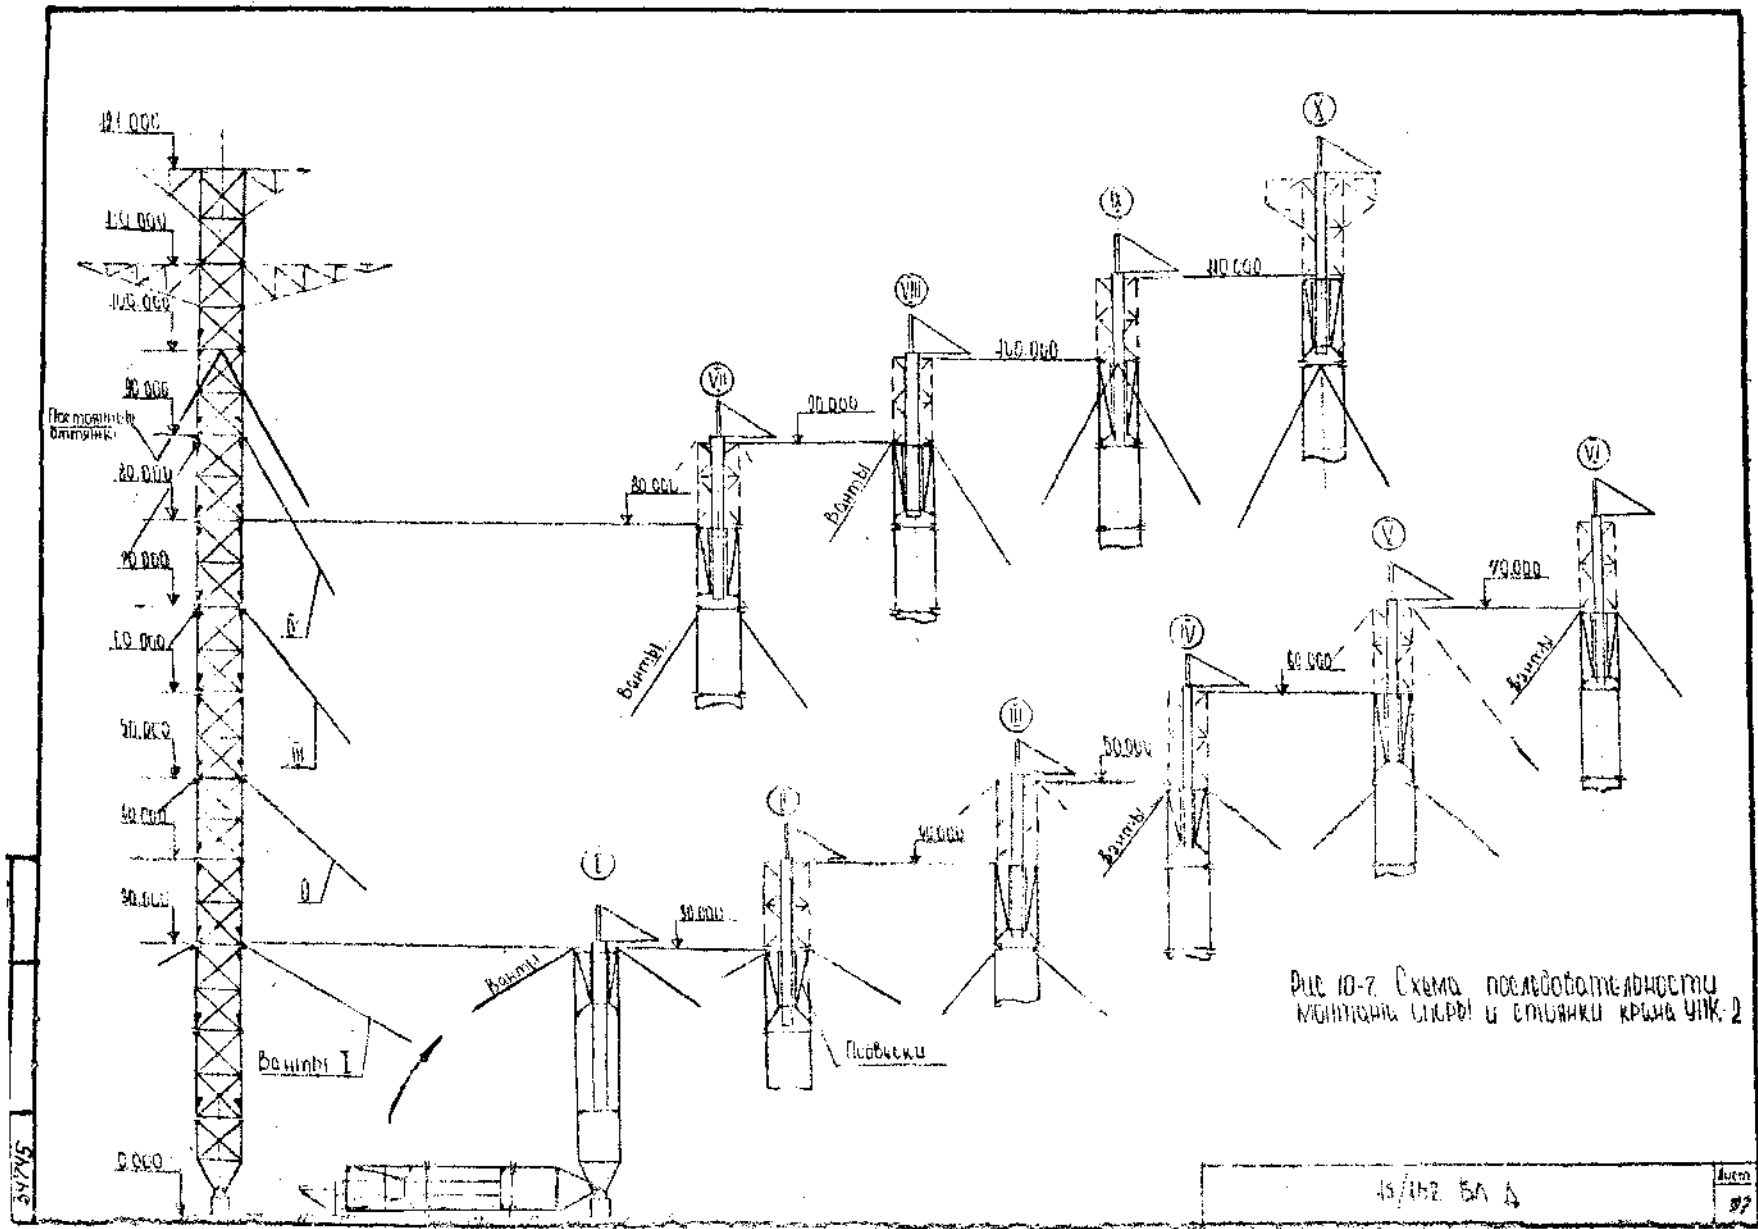 121.000
110.000
100.000
90.000
Постоянные
оттяжки
80.000
70.000
60.000
50.000
40.000
30.000
0.000
IV
III
II
Ванты I
X
IX
110.000
VIII
100.000
VII
90.000
80.000
Ванты
Ванты
VI
V
70.000
IV
60.000
Ванты
III
50.000
Ванты
II
40.000
I
30.000
Ванты
Подвески
Рис 10-2 Схема последовательности
монтажа опоры и стоянки крана УПК-2
Лист
34745